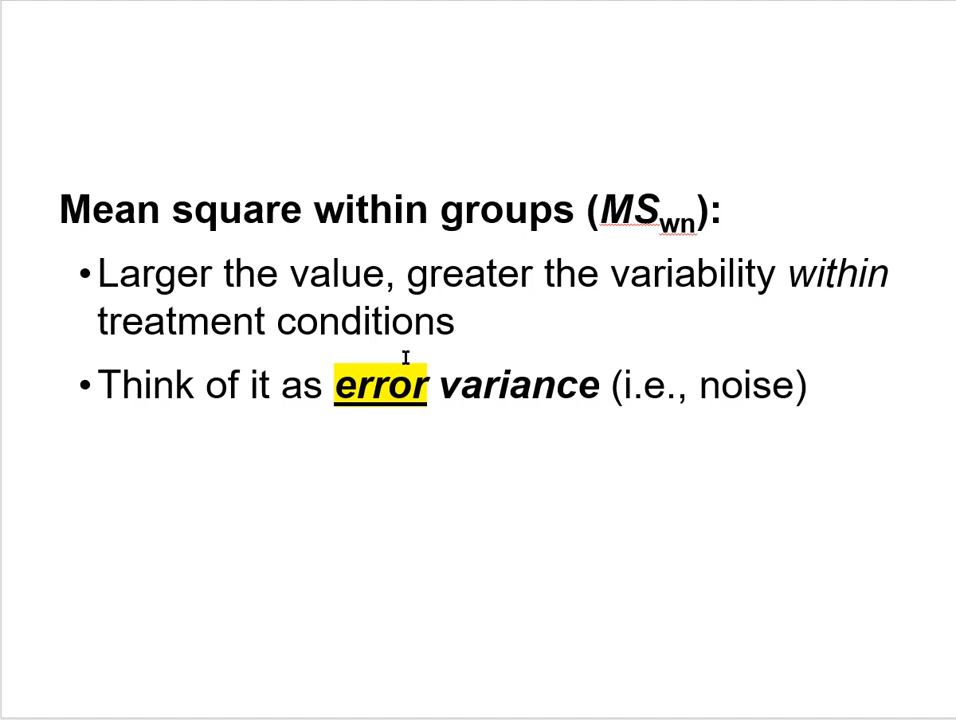 Mean square within groups (MSwn):
•Larger the value, greater the variability within
treatment conditions
•Think of it as error variance (i.e., noise)